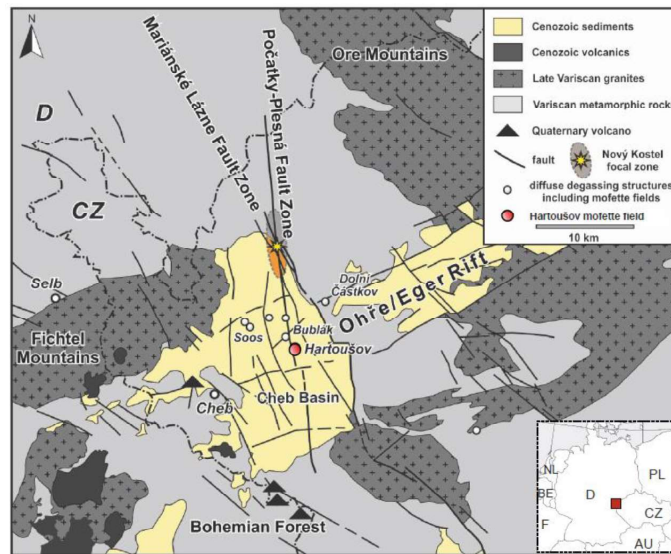 N
Mariánské Lázne Fault Zone
Počatky-Plesná Fault Zone
Ore Mountains
D
CZ
Selb
Fichtel
Mountains
Soos
Bublák
Hartoušov
Dolní
Částkov
Ohře/Eger Rift
Cheb
Cheb Basin
Bohemian Forest
Cenozoic sediments
Cenozoic volcanics
Late Variscan granites
Variscan metamorphic rock
Quaternary volcano
fault
Nový Kostel
focal zone
diffuse degassing structures
including mofette fields
Hartoušov mofette field
10 km
NL
BE
F
D
PL
CZ
AU